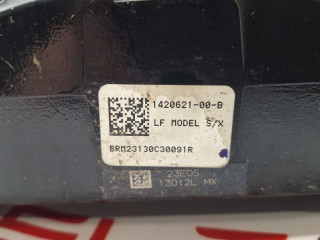 1420621-00-B
LF MODEL S/X
BRM23130C30091R
23E05
13012L MX